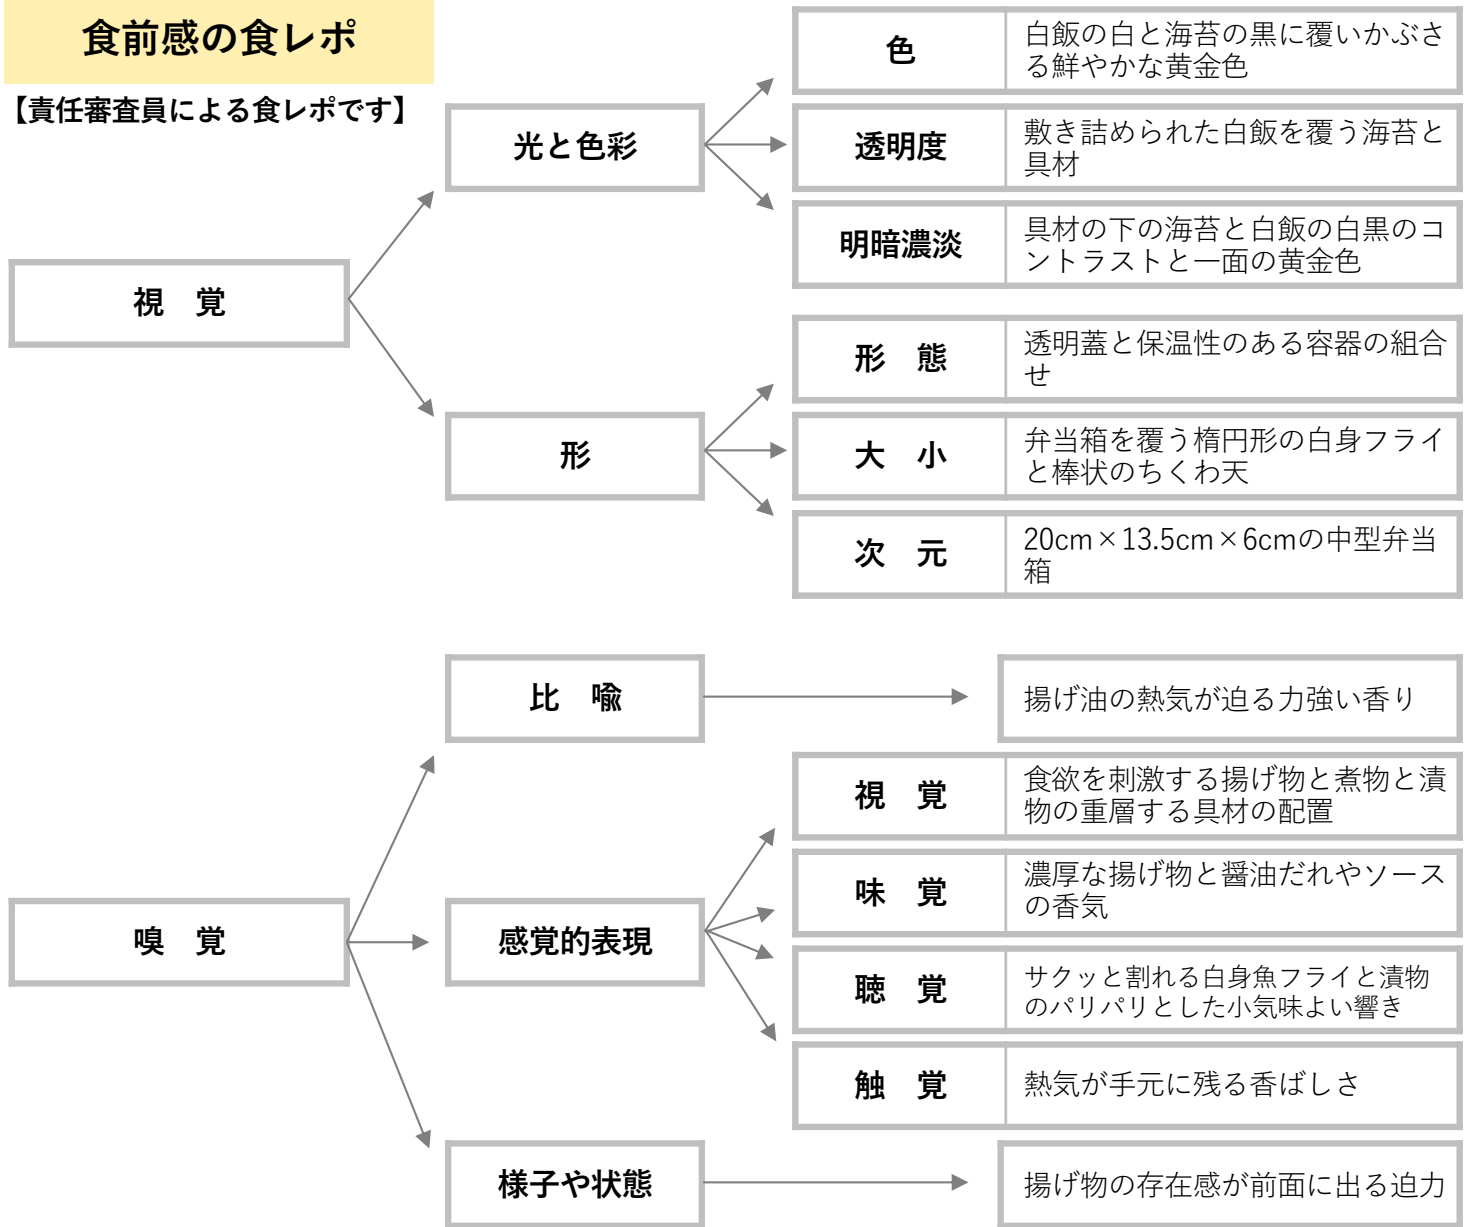 食前感の食レポ
【責任審査員による食レポです】
視　覚
光と色彩
色
白飯の白と海苔の黒に覆いかぶさ
る鮮やかな黄金色
透明度
敷き詰められた白飯を覆う海苔と
具材
明暗濃淡
具材の下の海苔と白飯の白黒のコ
ントラストと一面の黄金色
形
形　態
透明蓋と保温性のある容器の組合
せ
大　小
弁当箱を覆う楕円形の白身フライ
と棒状のちくわ天
次　元
20cm×13.5cm×6cmの中型弁当
箱
嗅　覚
比　喩
揚げ油の熱気が迫る力強い香り
感覚的表現
視　覚
食欲を刺激する揚げ物と煮物と漬
物の重層する具材の配置
味　覚
濃厚な揚げ物と醤油だれやソース
の香気
聴　覚
サクッと割れる白身魚フライと漬物
のパリパリとした小気味よい響き
触　覚
熱気が手元に残る香ばしさ
様子や状態
揚げ物の存在感が前面に出る迫力